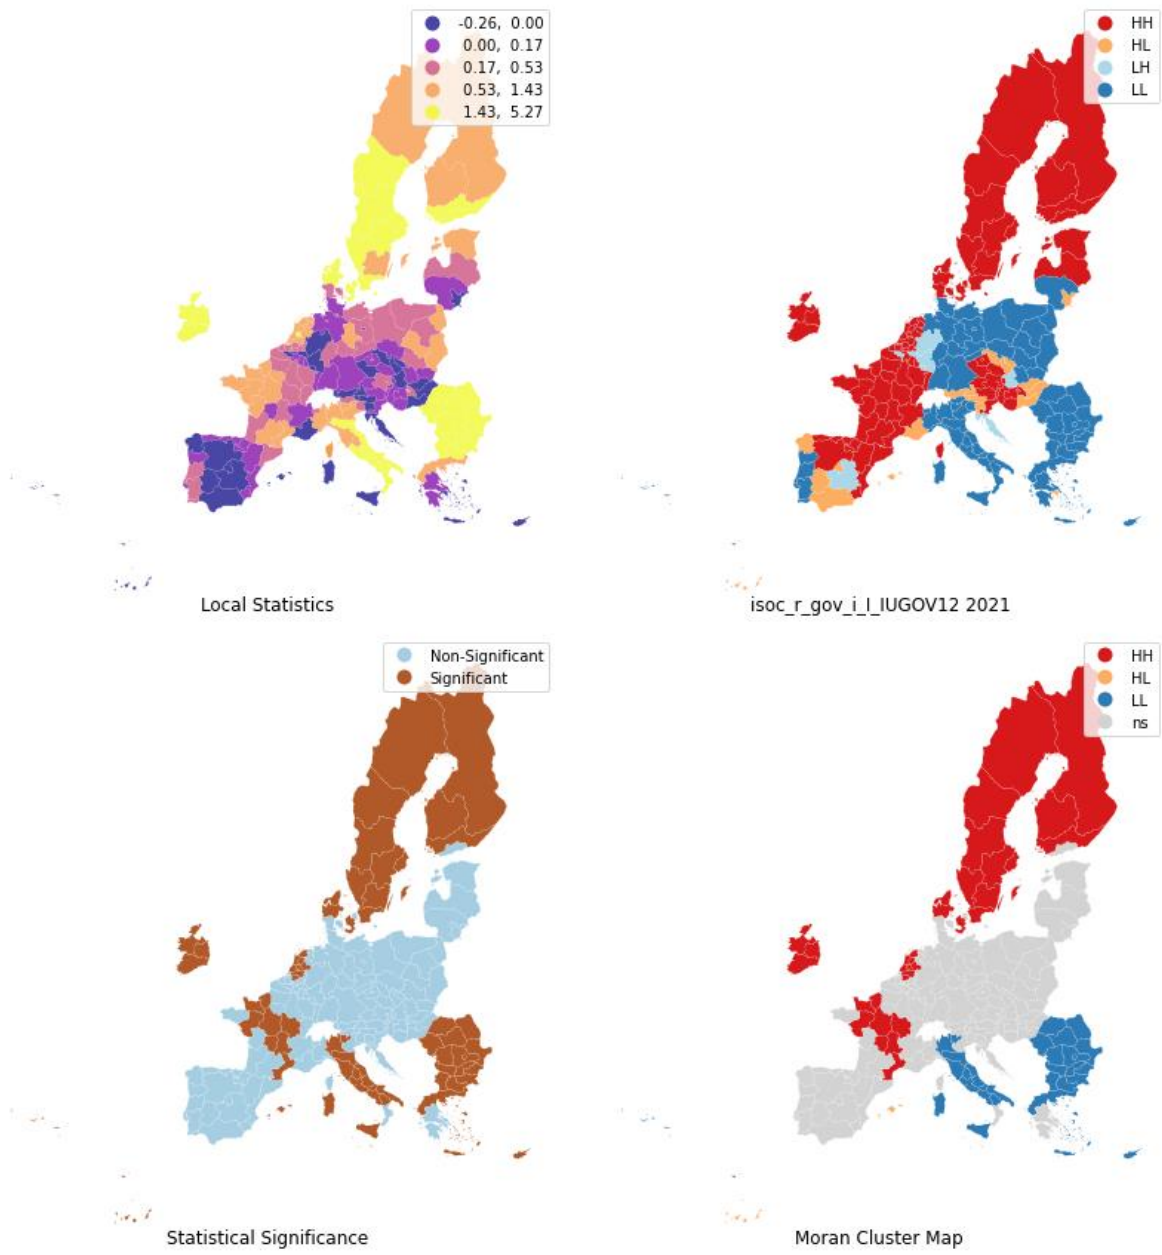 -0.26, 0.00
0.00, 0.17
0.17, 0.53
0.53, 1.43
1.43, 5.27
HH
HL
LH
LL
Local Statistics
isoc_r_gov_i_I_IUGOV12 2021
Non-Significant
Significant
HH
HL
LL
ns
Statistical Significance
Moran Cluster Map